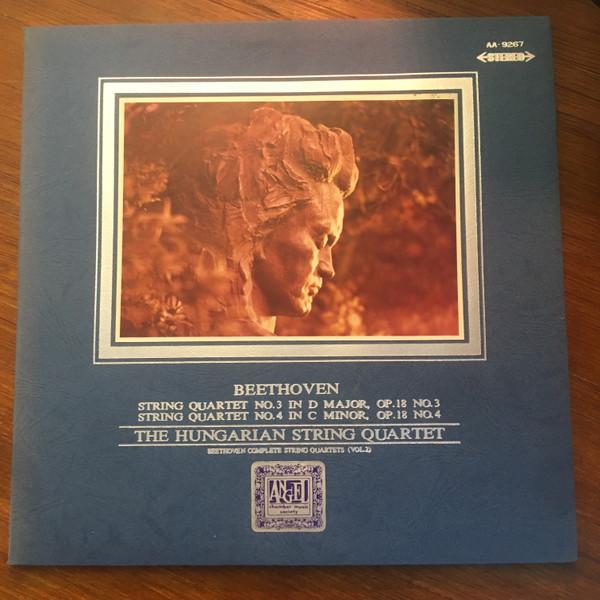 AA-9267
STEREO
BEETHOVEN
STRING QUARTET NO.3 IN D MAJOR, OP.18 NO.3
STRING QUARTET NO.4 IN C MINOR, OP.18 NO.4
THE HUNGARIAN STRING QUARTET
BEETHOVEN COMPLETE STRING QUARTETS (VOL.2)
ANGEL
chamber music
society